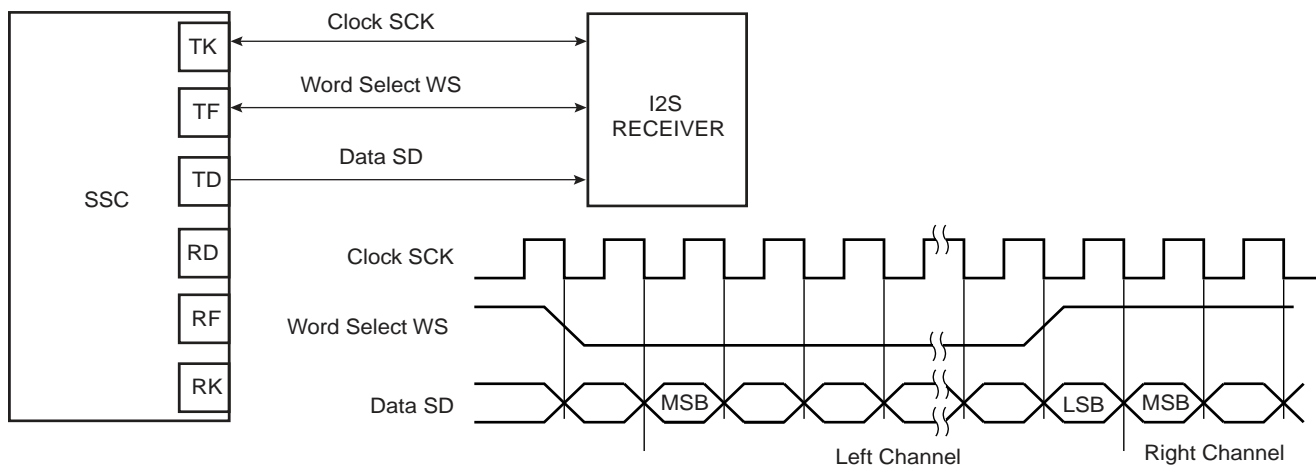 Clock SCK
TK
Word Select WS
TF
I2S
RECEIVER
Data SD
TD
SSC
RD
RF
RK
Clock SCK
Word Select WS
Data SD
MSB
LSB
MSB
Left Channel
Right Channel